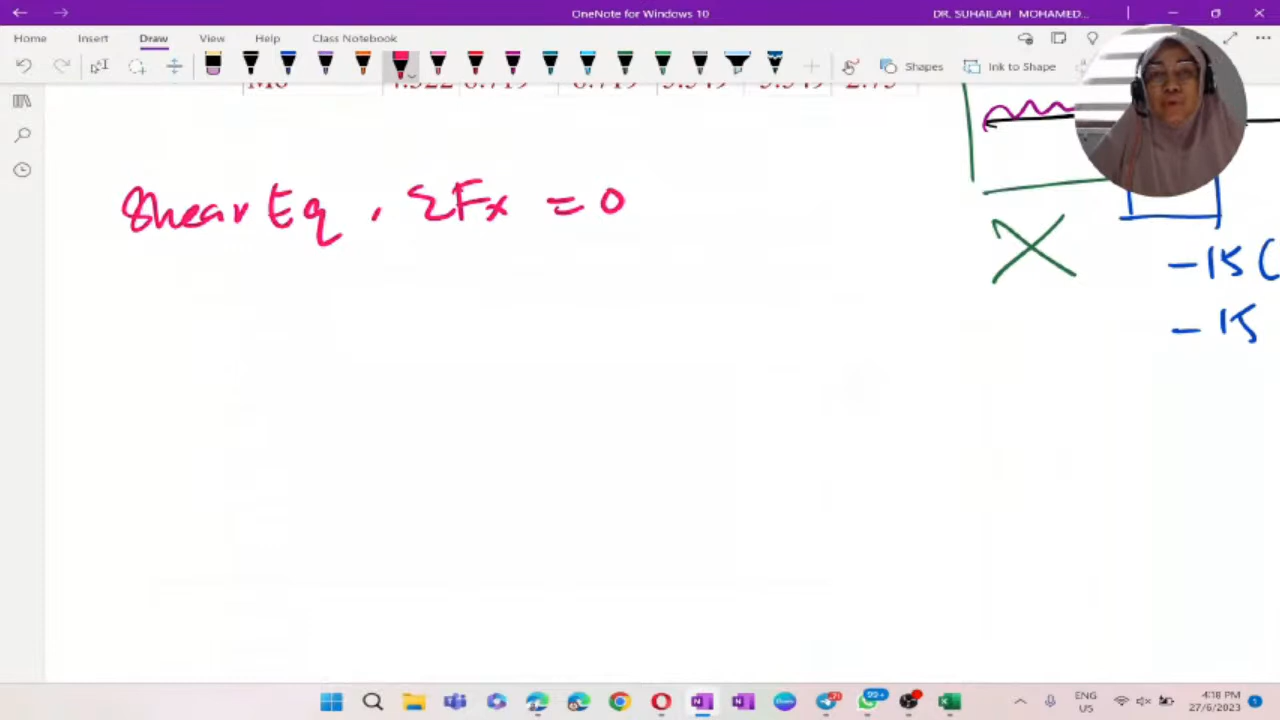 OneNote for Windows 10
DR. SUHAILAH MOHAMED...
Home Insert Draw View Help Class Notebook
Shapes
Ink to Shape
Shear Eq, ΣFx = 0
-15 (
-15
99+
ENG
US
4:18 PM
27/6/2023